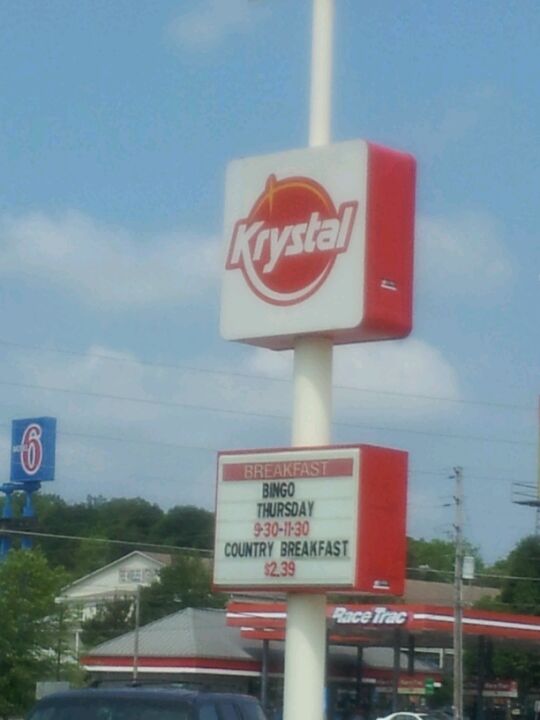 Krystal
6
BREAKFAST
BINGO
THURSDAY
9-30-11-30
COUNTRY BREAKFAST
$2.39
RaceTrac